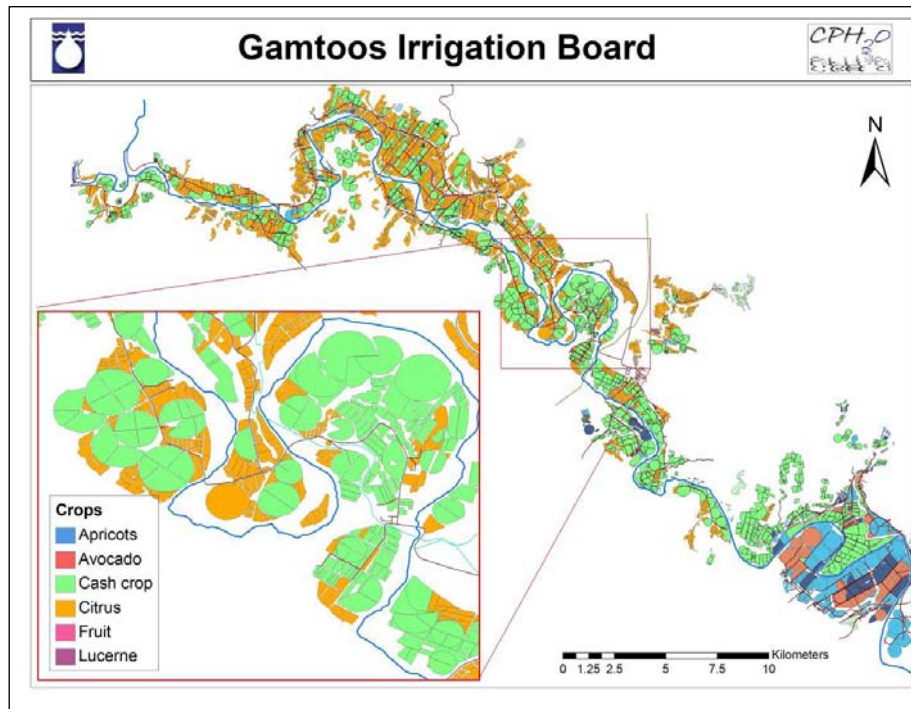 Gamtoos Irrigation Board
CPH₂O
N
Crops
Apricots
Avocado
Cash crop
Citrus
Fruit
Lucerne
Kilometers
0 1.25 2.5 5 7.5 10